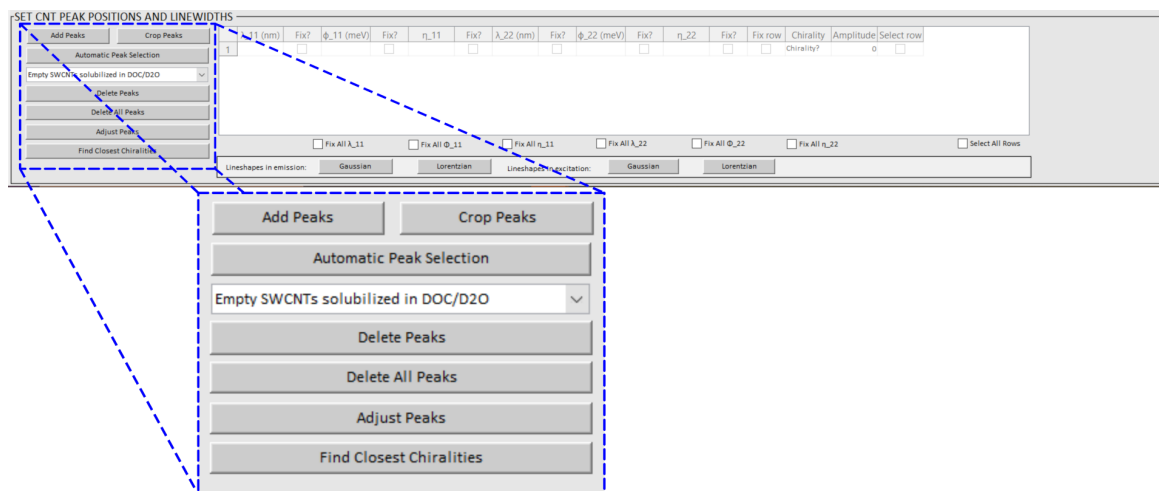 SET CNT PEAK POSITIONS AND LINEWIDTHS
Add Peaks Crop Peaks
Automatic Peak Selection
Empty SWCNTs solubilized in DOC/D2O
Delete Peaks
Delete All Peaks
Adjust Peaks
Find Closest Chiralities
λ_11 (nm) Fix? ϕ_11 (meV) Fix? η_11 Fix? λ_22 (nm) Fix? ϕ_22 (meV) Fix? η_22 Fix? Fix row Chirality Amplitude Select row
1 Chirality? 0
Fix All λ_11 Fix All Φ_11 Fix All η_11 Fix All λ_22 Fix All Φ_22 Fix All η_22 Select All Rows
Lineshapes in emission: Gaussian Lorentzian Lineshapes in excitation: Gaussian Lorentzian
Add Peaks Crop Peaks
Automatic Peak Selection
Empty SWCNTs solubilized in DOC/D2O
Delete Peaks
Delete All Peaks
Adjust Peaks
Find Closest Chiralities